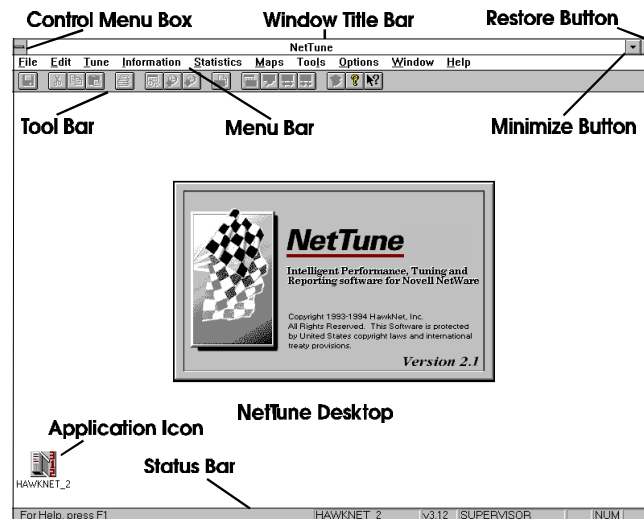 Control Menu Box Window Title Bar Restore Button
NetTune
File Edit Tune Information Statistics Maps Tools Options Window Help
Tool Bar Menu Bar Minimize Button
NetTune
Intelligent Performance, Tuning and
Reporting software for Novell NetWare
Copyright 1993-1994 HawkNet, Inc.
All Rights Reserved. This Software is protected
by United States copyright laws and international
treaty provisions.
Version 2.1
NetTune Desktop
Application Icon
HAWKNET_2
Status Bar
For Help, press F1 HAWKNET_2 v3.12 SUPERVISOR NUM